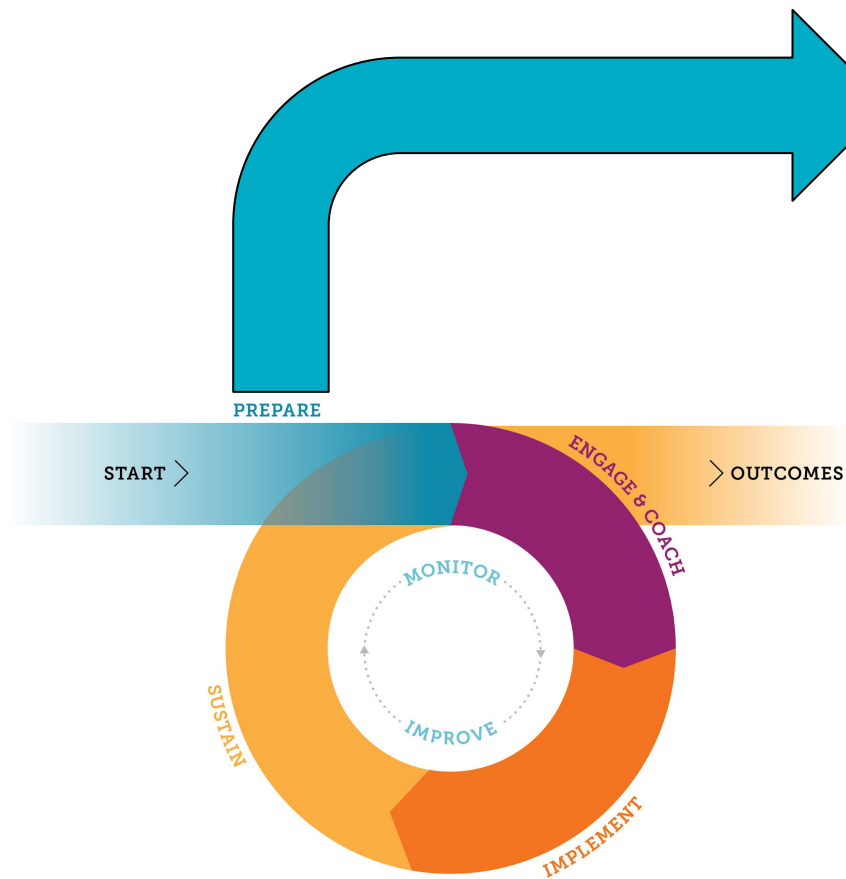 PREPARE
START
OUTCOMES
ENGAGE & COACH
MONITOR
IMPROVE
SUSTAIN
IMPLEMENT